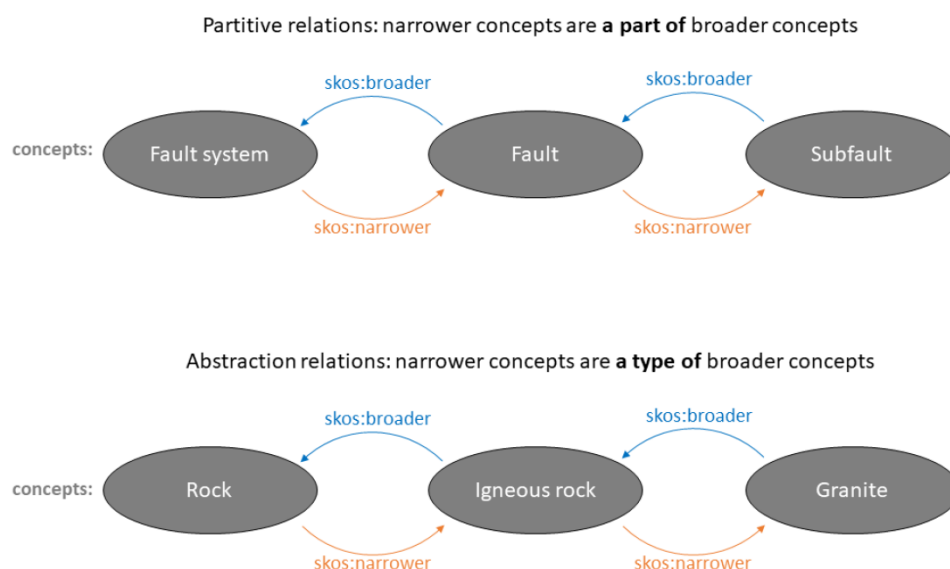 Partitive relations: narrower concepts are a part of broader concepts
skos:broader
skos:broader
concepts:
Fault system
Fault
Subfault
skos:narrower
skos:narrower
Abstraction relations: narrower concepts are a type of broader concepts
skos:broader
skos:broader
concepts:
Rock
Igneous rock
Granite
skos:narrower
skos:narrower